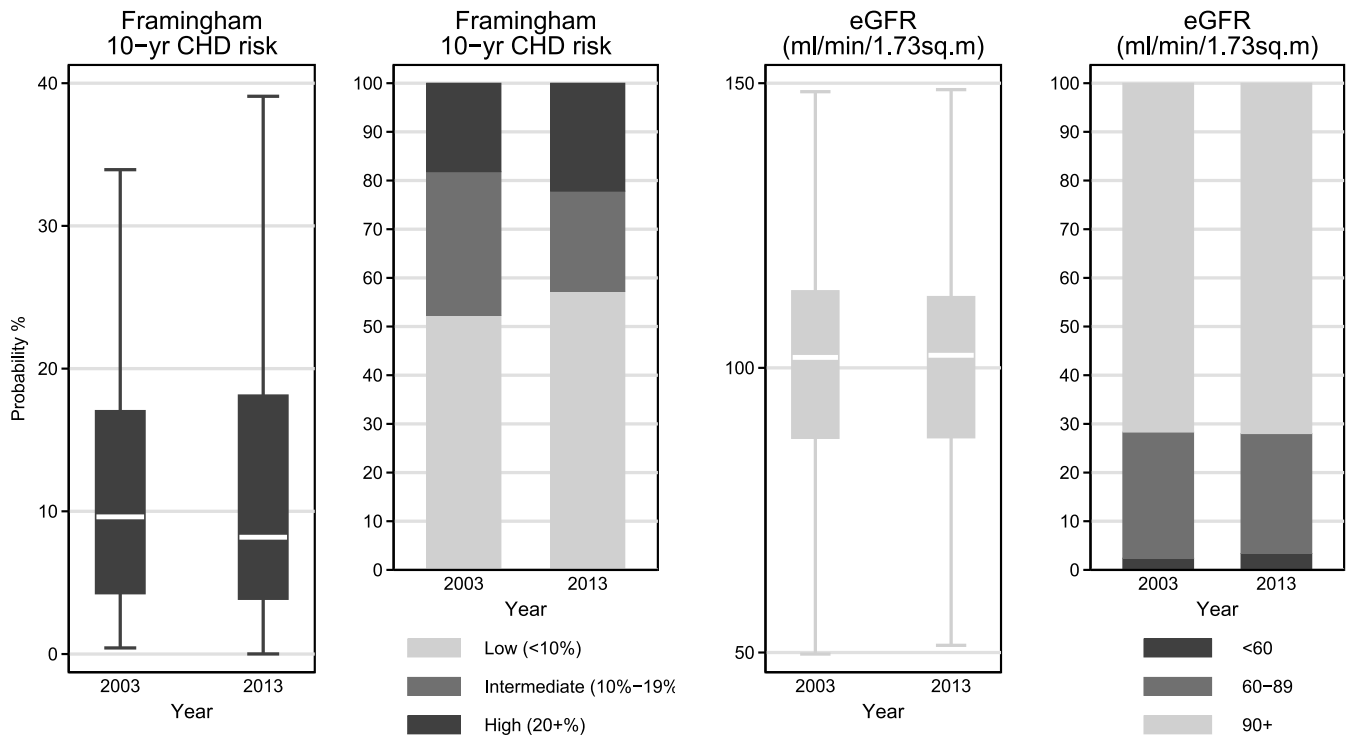 Framingham
10−yr CHD risk
Framingham
10−yr CHD risk
eGFR
(ml/min/1.73sq.m)
eGFR
(ml/min/1.73sq.m)
Probability %
40
30
20
10
0
2003
2013
Year
100
90
80
70
60
50
40
30
20
10
0
2003
2013
Year
Low (<10%)
Intermediate (10%−19%
High (20+%)
150
100
50
2003
2013
Year
100
90
80
70
60
50
40
30
20
10
0
2003
2013
Year
<60
60−89
90+